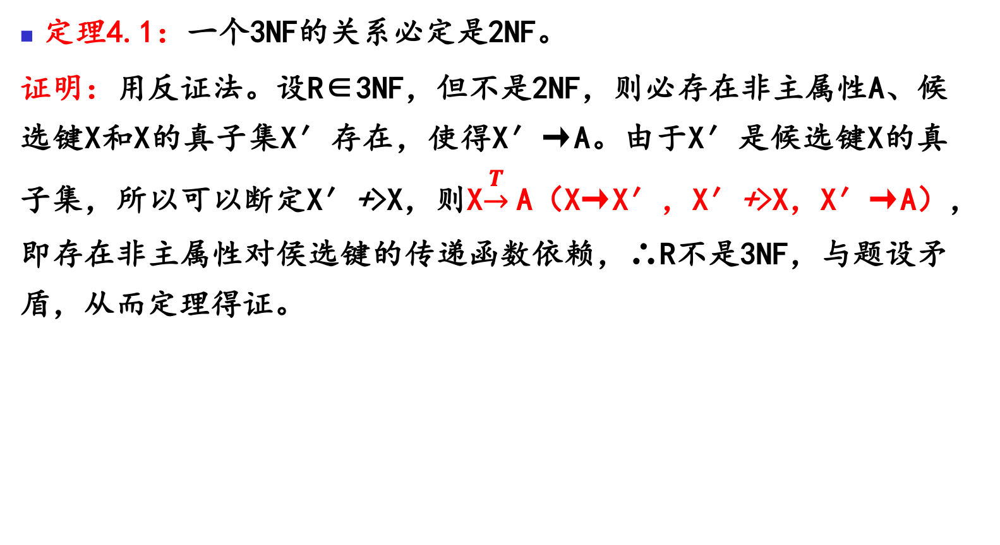 ■ 定理4.1：一个3NF的关系必定是2NF。
证明：用反证法。设R∈3NF，但不是2NF，则必存在非主属性A、候
选键X和X的真子集X′存在，使得X′→A。由于X′是候选键X的真
子集，所以可以断定X′↛X，则X\overset{T}{→}A（X→X′，X′↛X，X′→A），
即存在非主属性对侯选键的传递函数依赖，∴R不是3NF，与题设矛
盾，从而定理得证。